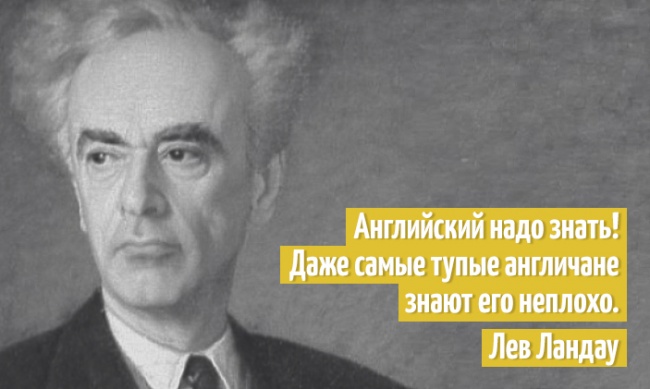 Английский надо знать!
Даже самые тупые англичане
знают его неплохо.
Лев Ландау